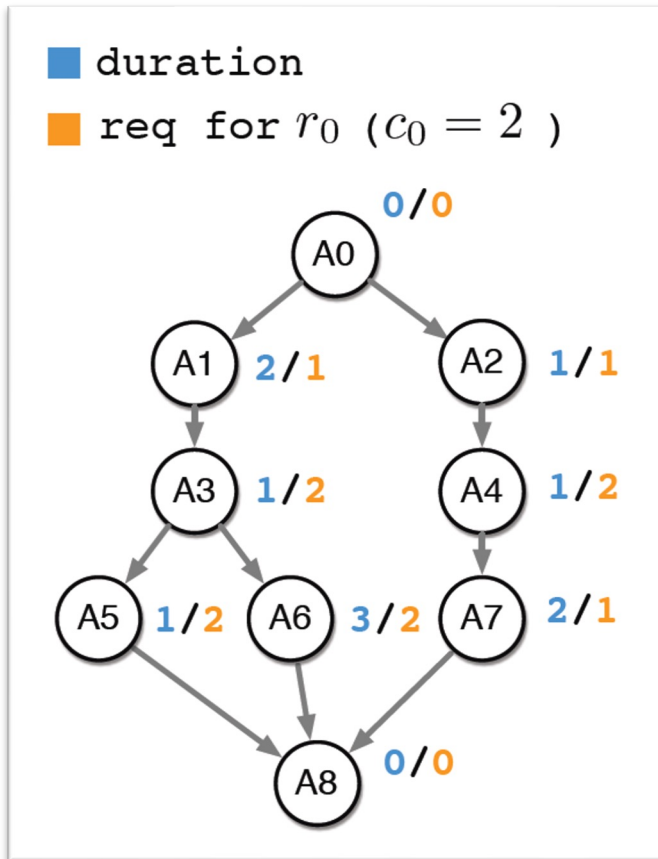 duration
req for r₀ (c₀ = 2 )
0/0
A0
A1 2/1 A2 1/1
A3 1/2 A4 1/2
A5 1/2 A6 3/2 A7 2/1
A8 0/0